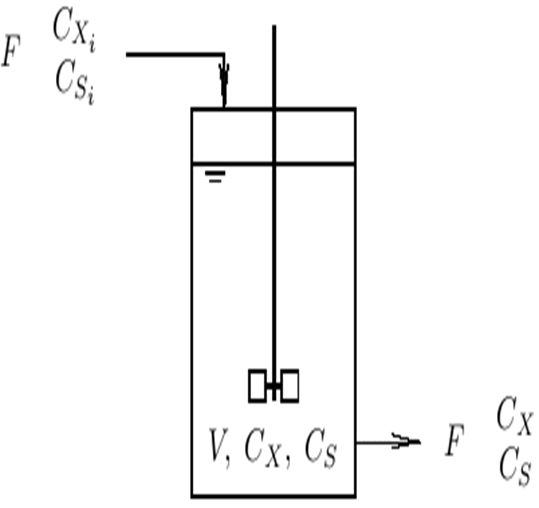 F C_{X_i}
C_{S_i}
V, C_X, C_S
F C_X
C_S